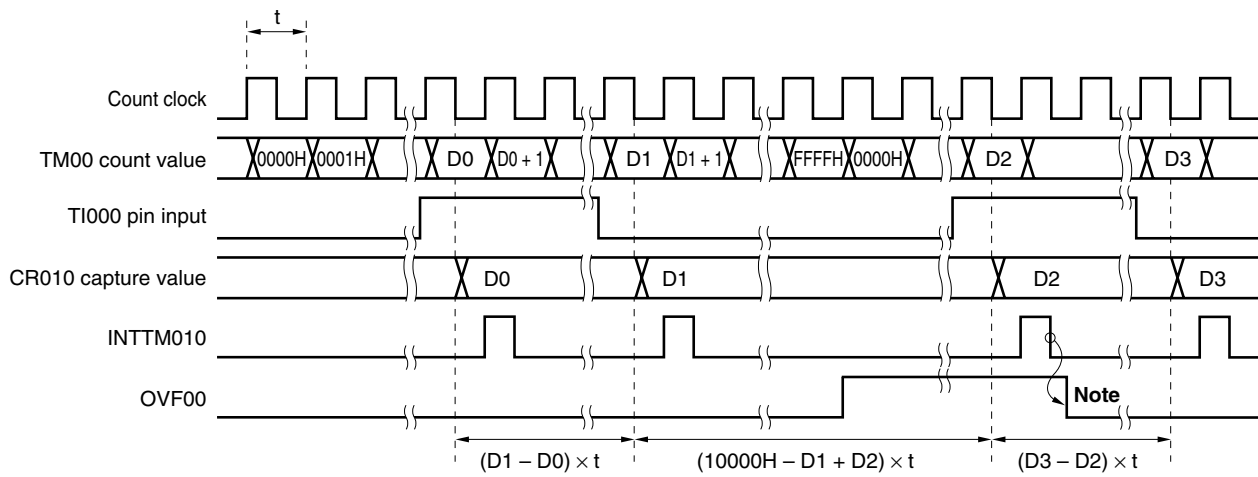 t
Count clock
TM00 count value
0000H 0001H D0 D0 + 1 D1 D1 + 1 FFFFH 0000H D2 D3
TI000 pin input
CR010 capture value
D0 D1 D2 D3
INTTM010
OVF00
Note
(D1 – D0) × t (10000H – D1 + D2) × t (D3 – D2) × t